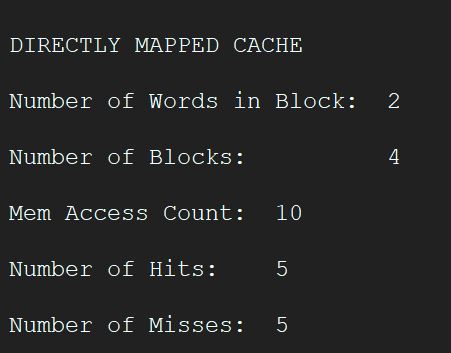 DIRECTLY MAPPED CACHE
Number of Words in Block:  2
Number of Blocks:          4
Mem Access Count:  10
Number of Hits:    5
Number of Misses:  5